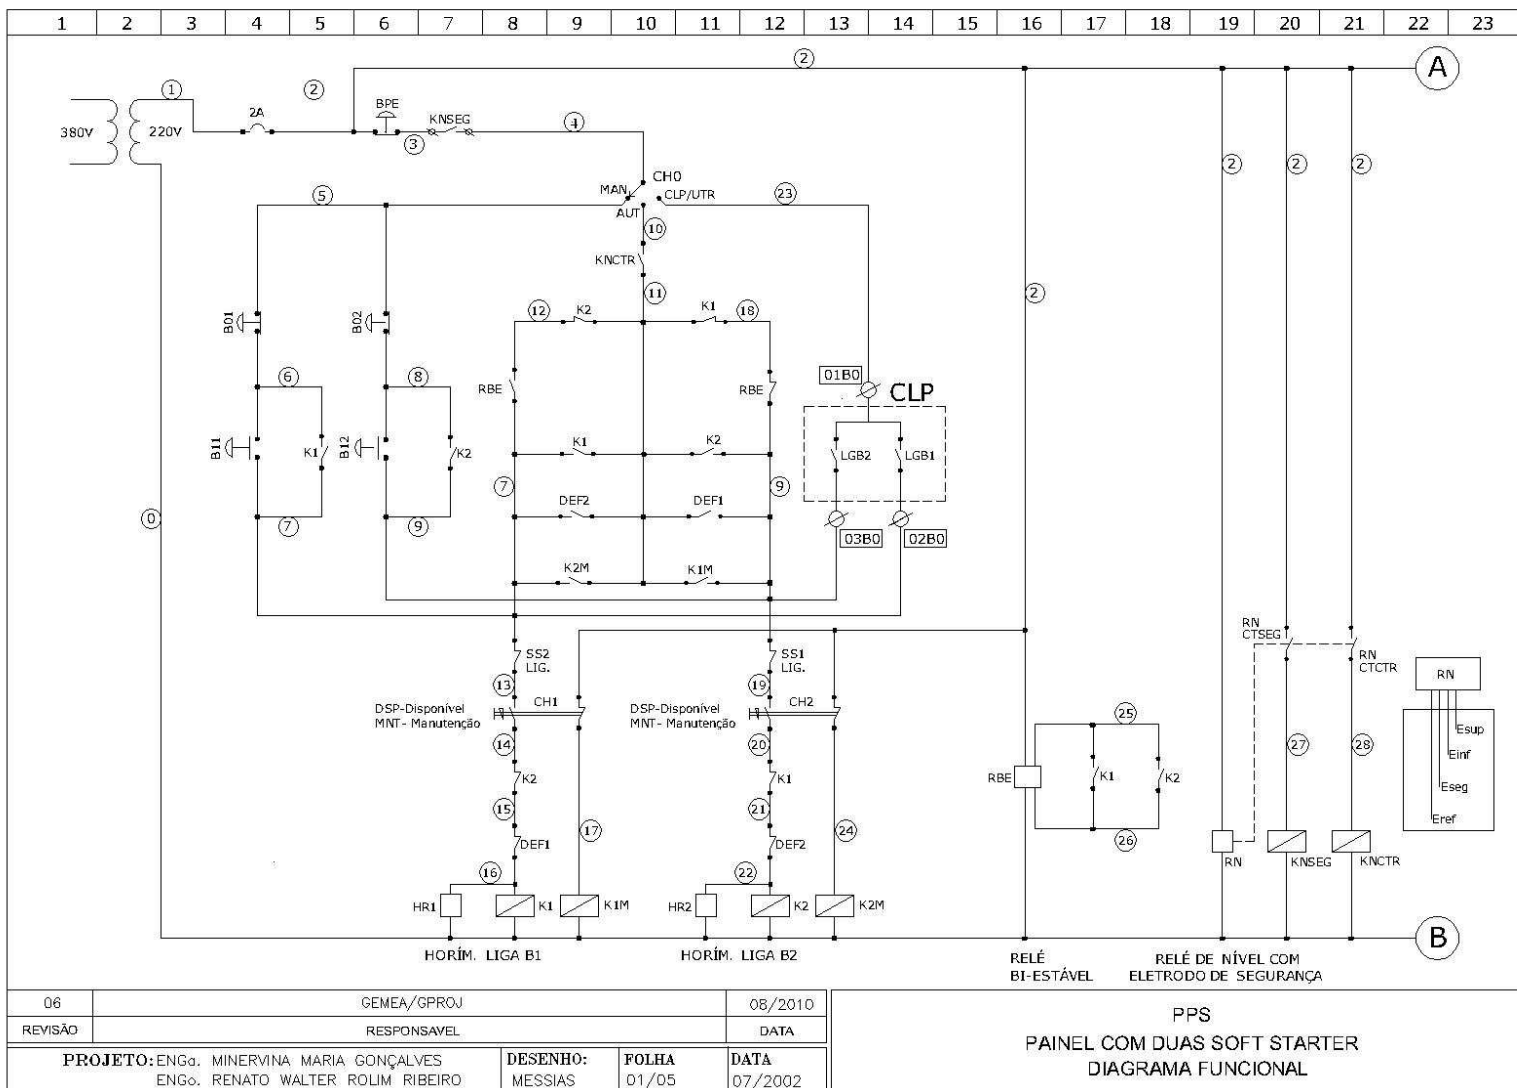 1 2 3 4 5 6 7 8 9 10 11 12 13 14 15 16 17 18 19 20 21 22 23
2
A
1
2
2A
BPE
KNSEG
4
380V
220V
3
2
2
2
CH0
MAN
CLP/UTR
AUT
5
23
10
KNCTR
11
2
12
K2
K1
18
B01
B02
6
8
RBE
RBE
01B0
CLP
B11
K1
B12
K2
K1
K2
LGB2
LGB1
7
9
0
7
9
DEF2
DEF1
03B0
02B0
K2M
K1M
SS2
LIG.
SS1
LIG.
RN
CTSEG
RN
CTCTR
RN
13
19
DSP-Disponível
MNT- Manutenção
CH1
DSP-Disponível
MNT- Manutenção
CH2
25
Esup
14
20
27
28
Einf
K2
K1
RBE
K1
K2
Eseg
15
21
17
24
26
Eref
DEF1
DEF2
RN
KNSEG
KNCTR
16
22
HR1
K1
K1M
HR2
K2
K2M
B
HORÍM. LIGA B1
HORÍM. LIGA B2
RELÉ
BI-ESTÁVEL
RELÉ DE NÍVEL COM
ELETRODO DE SEGURANÇA
06 GEMEA/GPROJ 08/2010
REVISÃO RESPONSAVEL DATA
PROJETO: ENGa. MINERVINA MARIA GONÇALVES
ENGo. RENATO WALTER ROLIM RIBEIRO
DESENHO:
MESSIAS
FOLHA
01/05
DATA
07/2002
PPS
PAINEL COM DUAS SOFT STARTER
DIAGRAMA FUNCIONAL